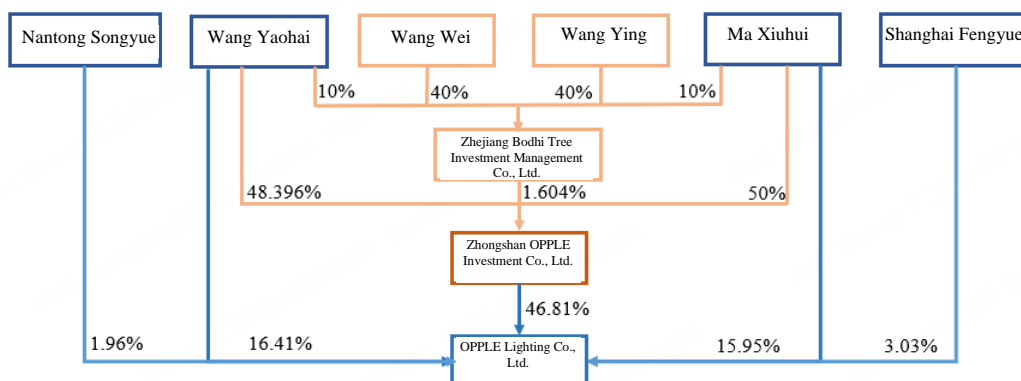 Nantong Songyue
Wang Yaohai
Wang Wei
Wang Ying
Ma Xiuhui
Shanghai Fengyue
10%
40%
40%
10%
Zhejiang Bodhi Tree
Investment Management
Co., Ltd.
48.396%
1.604%
50%
Zhongshan OPPLE
Investment Co., Ltd.
46.81%
1.96%
16.41%
OPPLE Lighting Co.,
Ltd.
15.95%
3.03%